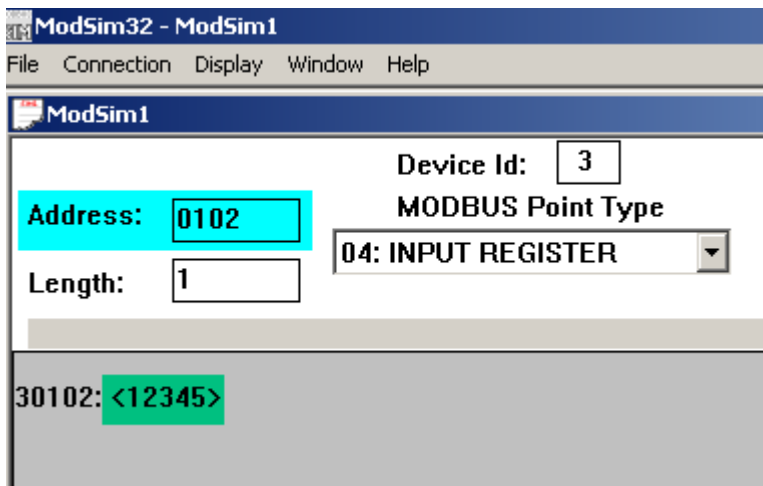 ModSim32 - ModSim1
File Connection Display Window Help
ModSim1
Device Id: 3
Address: 0102
MODBUS Point Type
04: INPUT REGISTER
Length: 1
30102: <12345>